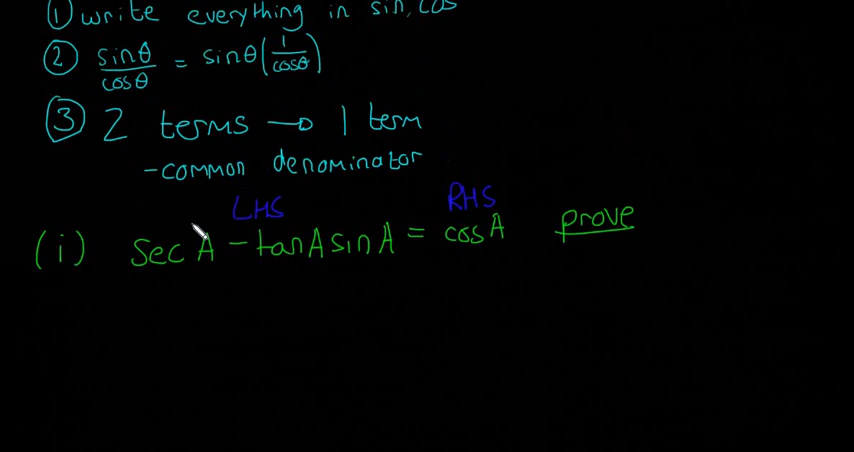 ① write everything in sin, cos
② sinθ/cosθ = sinθ(1/cosθ)
③ 2 terms → 1 term
-common denominator
LHS RHS
(i) secA - tanA sinA = cosA prove